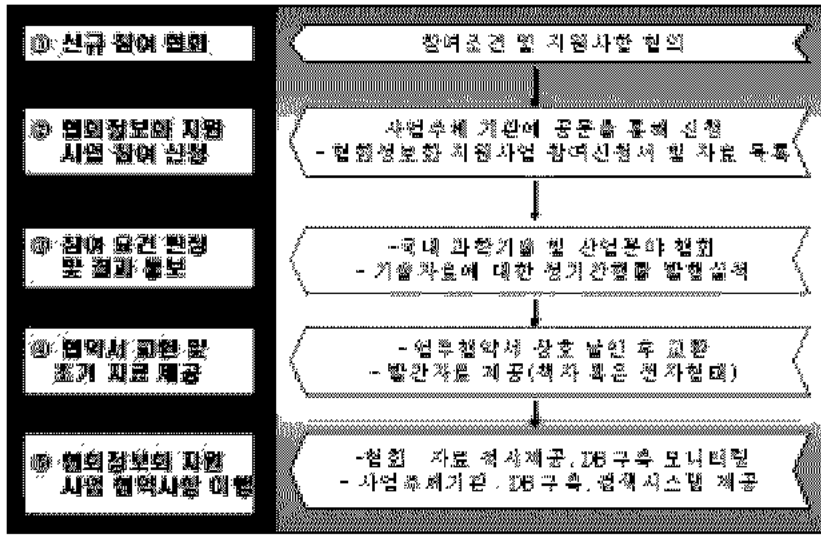 ① 신규 참여 협회
참여조건 및 지원사항 협의
② 협회정보화 지원
사업 참여 신청
사업주체 기관에 공문을 통해 신청
- 협회정보화 지원사업 참여신청서 및 자료 목록
③ 참여 요건 판정
및 결과 통보
-국내 과학기술 및 산업분야 협회
- 기술자료에 대한 정기간행물 발행실적
④ 협약서 교환 및
초기 자료 제공
-업무협약서 상호 날인 후 교환
- 발간자료 제공(책자 혹은 전자형태)
⑤ 협회정보화 지원
사업 협약사항 이행
-협회 자료 적시제공, DB구축 모니터링
- 사업주체기관 , DB구축, 검색시스템 제공